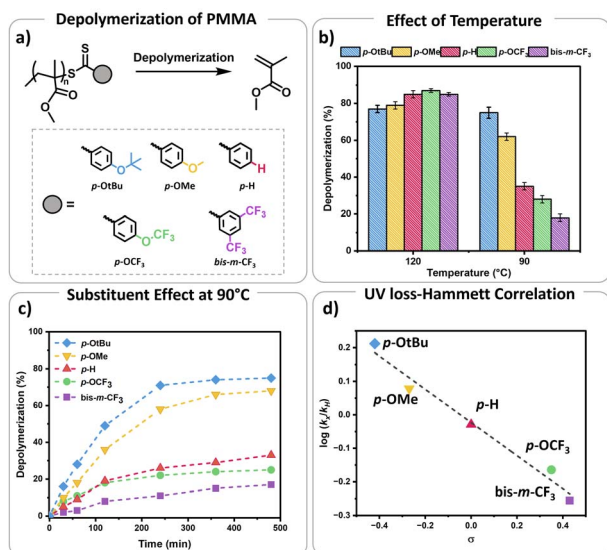 Depolymerization of PMMA
a)
S
S
n
O
O
Depolymerization
O
O
O
O
H
p-OtBu
p-OMe
p-H
=
O
CF3
CF3
CF3
p-OCF3
bis-m-CF3
Effect of Temperature
b)
p-OtBu
p-OMe
p-H
p-OCF3
bis-m-CF3
Depolymerization (%)
100
80
60
40
20
0
120
90
Temperature (°C)
Substituent Effect at 90°C
c)
p-OtBu
p-OMe
p-H
p-OCF3
bis-m-CF3
Depolymerization (%)
100
80
60
40
20
0
0
100
200
300
400
500
Time (min)
UV loss-Hammett Correlation
d)
log (kx/kH)
0.2
0.1
0.0
-0.1
-0.2
-0.3
p-OtBu
p-OMe
p-H
p-OCF3
bis-m-CF3
-0.4
-0.2
0.0
0.2
0.4
σ